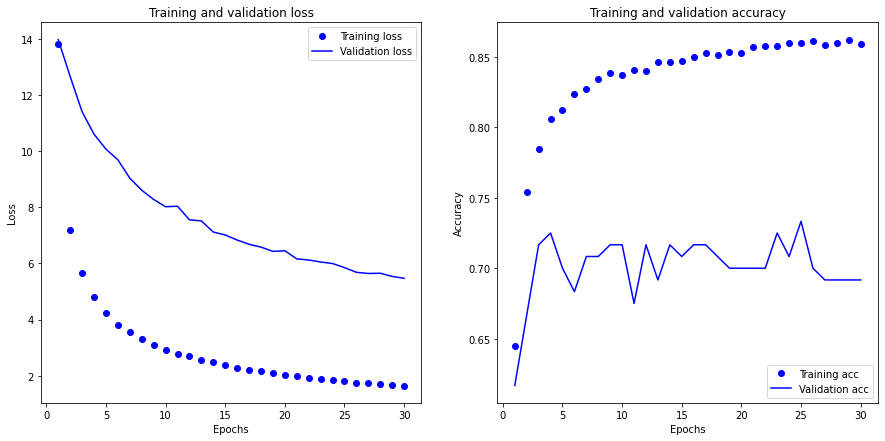 Training and validation loss
14
12
10
8
6
4
2
Loss
0
5
10
15
20
25
30
Epochs
Training loss
Validation loss
Training and validation accuracy
0.85
0.80
0.75
0.70
0.65
Accuracy
0
5
10
15
20
25
30
Epochs
Training acc
Validation acc